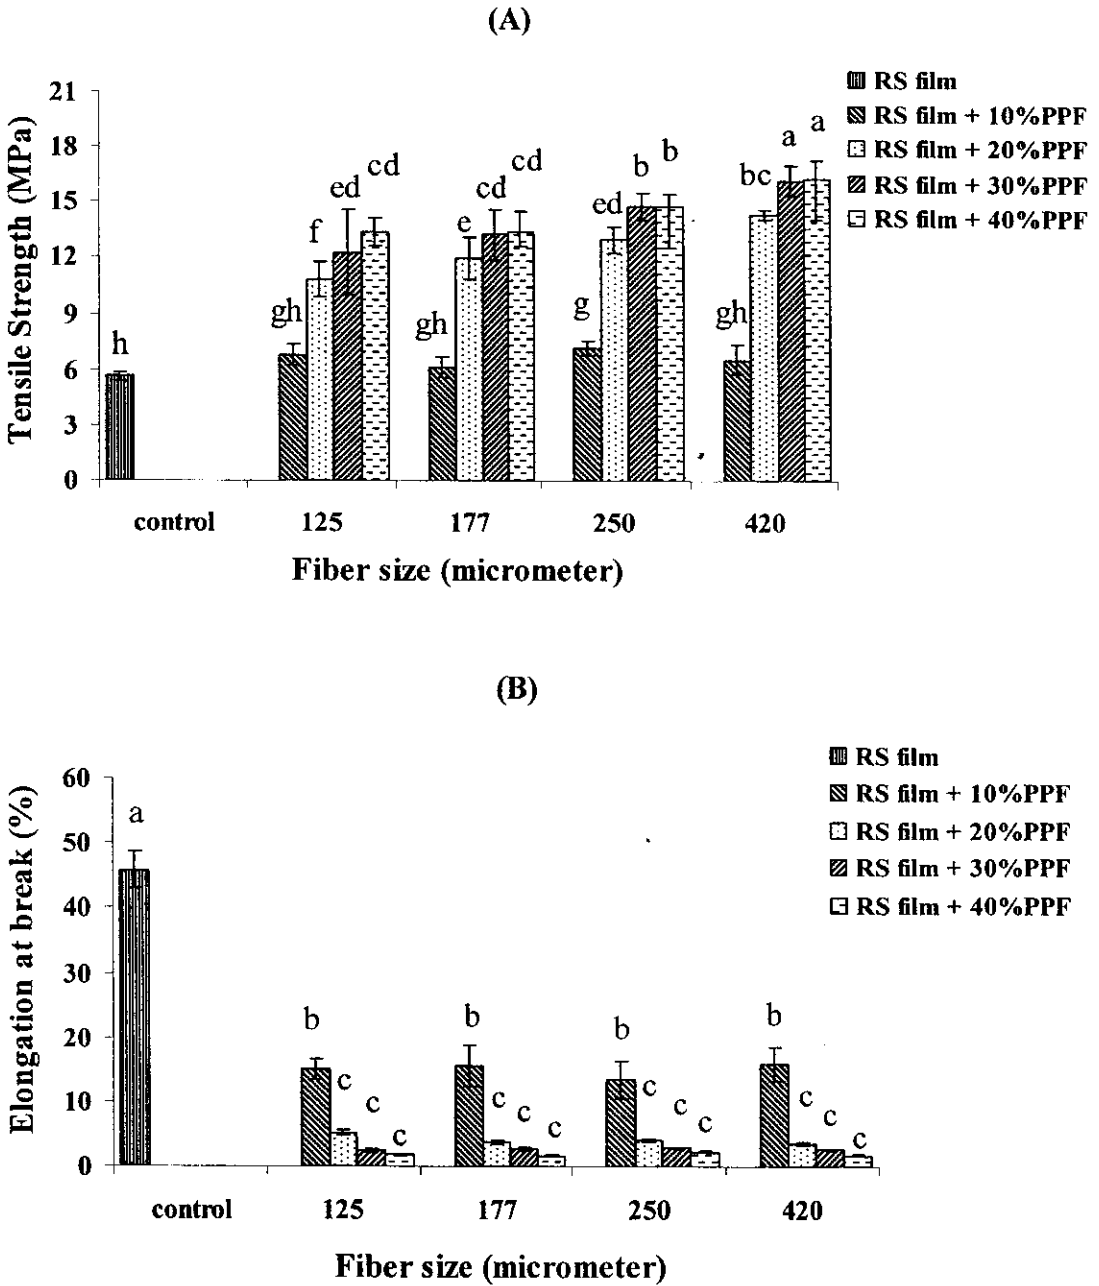 (A)
RS film
RS film + 10%PPF
RS film + 20%PPF
RS film + 30%PPF
RS film + 40%PPF
Tensile Strength (MPa)
21
18
15
12
9
6
3
0
h
gh
f
ed
cd
gh
e
cd
cd
g
ed
b
b
gh
bc
a
a
control 125 177 250 420
Fiber size (micrometer)
(B)
RS film
RS film + 10%PPF
RS film + 20%PPF
RS film + 30%PPF
RS film + 40%PPF
Elongation at break (%)
60
50
40
30
20
10
0
a
b
c
c
c
b
c
c
c
b
c
c
c
b
c
c
c
control 125 177 250 420
Fiber size (micrometer)